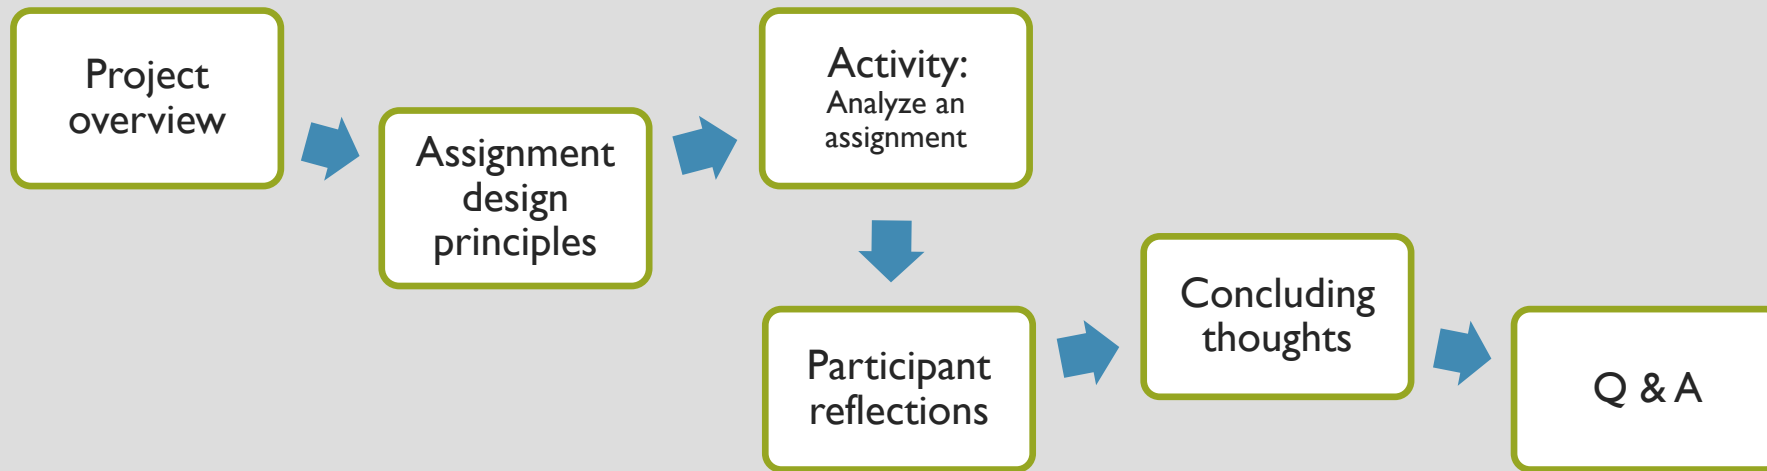 Project
overview
Assignment
design
principles
Activity:
Analyze an
assignment
Participant
reflections
Concluding
thoughts
Q & A